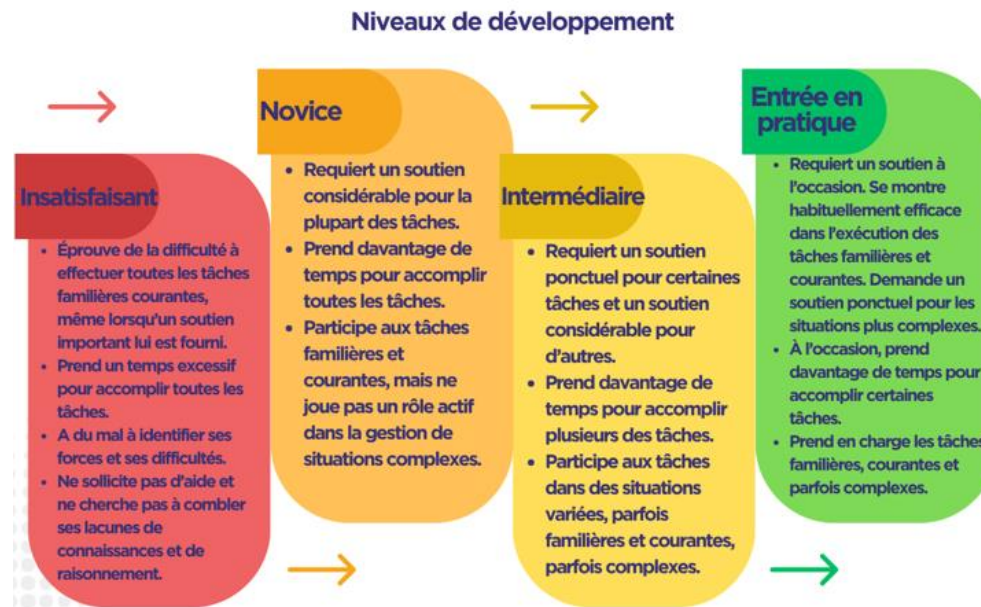 Niveaux de développement
Insatisfaisant
• Éprouve de la difficulté à
effectuer toutes les tâches
familières courantes,
même lorsqu'un soutien
important lui est fourni.
• Prend un temps excessif
pour accomplir toutes les
tâches.
• A du mal à identifier ses
forces et ses difficultés.
• Ne sollicite pas d'aide et
ne cherche pas à combler
ses lacunes de
connaissances et de
raisonnement.
Novice
• Requiert un soutien
considérable pour la
plupart des tâches.
• Prend davantage de
temps pour accomplir
toutes les tâches.
• Participe aux tâches
familières et
courantes, mais ne
joue pas un rôle actif
dans la gestion de
situations complexes.
Intermédiaire
• Requiert un soutien
ponctuel pour certaines
tâches et un soutien
considérable pour
d'autres.
• Prend davantage de
temps pour accomplir
plusieurs des tâches.
• Participe aux tâches
dans des situations
variées, parfois
familières et courantes,
parfois complexes.
Entrée en
pratique
• Requiert un soutien à
l'occasion. Se montre
habituellement efficace
dans l'exécution des
tâches familières et
courantes. Demande un
soutien ponctuel pour les
situations plus complexes.
• À l'occasion, prend
davantage de temps pour
accomplir certaines
tâches.
• Prend en charge les tâches
familières, courantes et
parfois complexes.